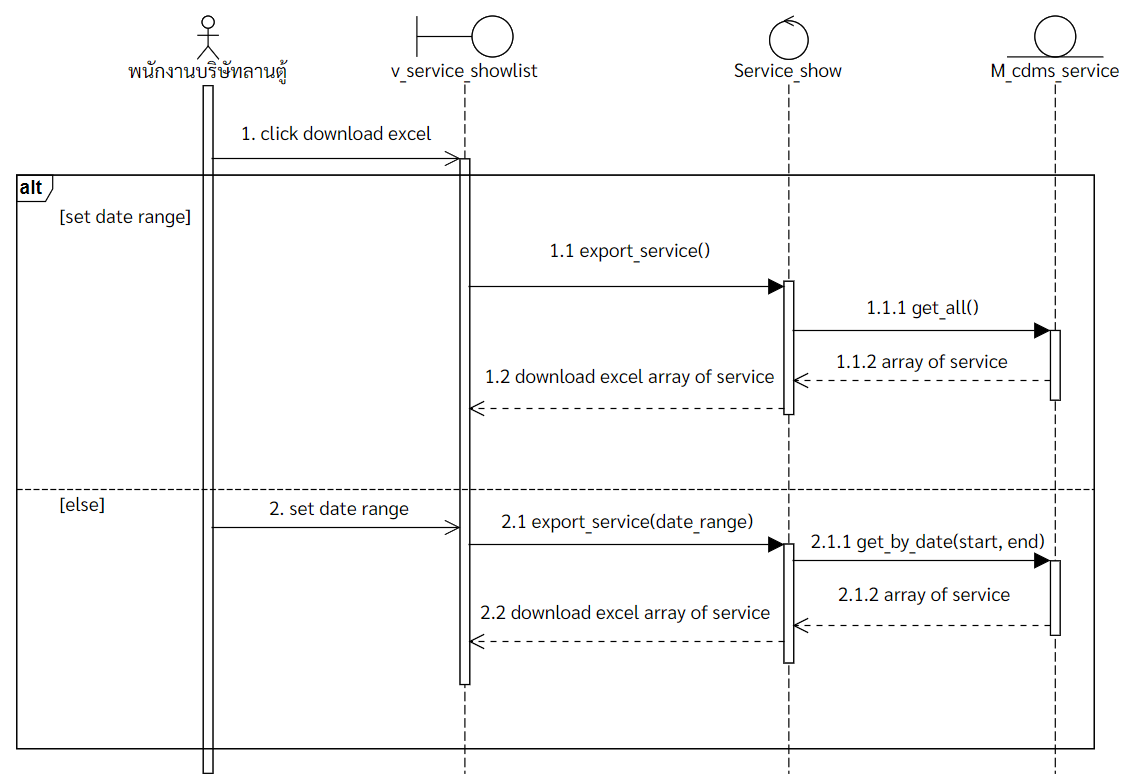 พนักงานบริษัทลานตู้
v_service_showlist
Service_show
M_cdms_service
1. click download excel
alt
[set date range]
1.1 export_service()
1.1.1 get_all()
1.1.2 array of service
1.2 download excel array of service
[else]
2. set date range
2.1 export_service(date_range)
2.1.1 get_by_date(start, end)
2.1.2 array of service
2.2 download excel array of service